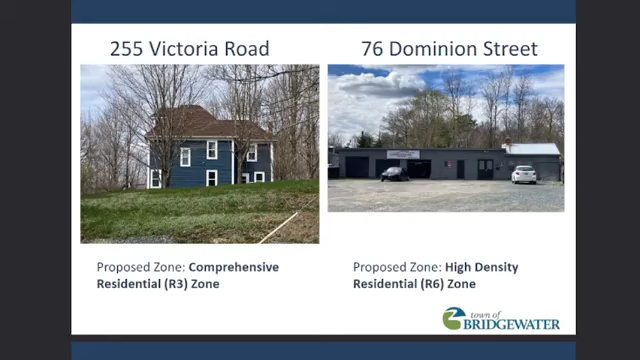 255 Victoria Road
76 Dominion Street
Proposed Zone: Comprehensive
Residential (R3) Zone
Proposed Zone: High Density
Residential (R6) Zone
town of
BRIDGEWATER